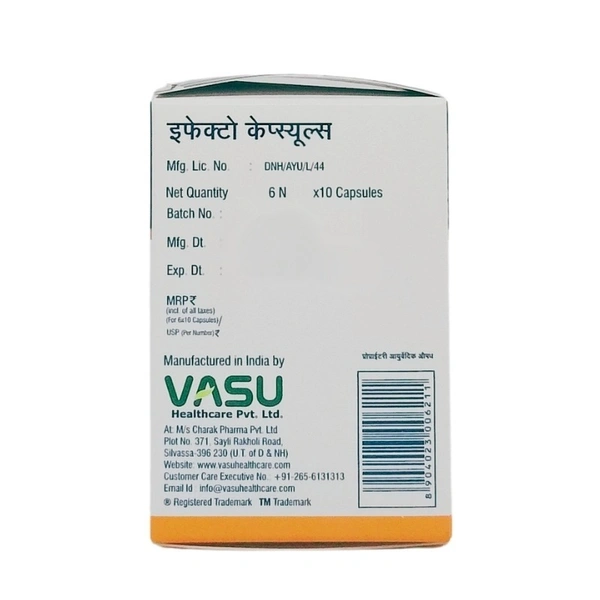 इफेक्टो केप्स्यूल्स
Mfg. Lic. No. : DNH/AYU/L/44
Net Quantity 6 N x10 Capsules
Batch No. :
Mfg. Dt. :
Exp. Dt. :
MRP₹
(incl. of all taxes)
(For 6x10 Capsules)/
USP (Per Number)₹
Manufactured in India by
प्रोपाईटरी आयुर्वेदिक औषध
VASU
Healthcare Pvt. Ltd.
At: M/s Charak Pharma Pvt. Ltd
Plot No. 371, Sayli Rakholi Road,
Silvassa-396 230 (U.T. of D & NH)
Website: www.vasuhealthcare.com
Customer Care Executive No.: +91-265-6131313
Email Id : info@vasuhealthcare.com
® Registered Trademark TM Trademark
8 904023 006211